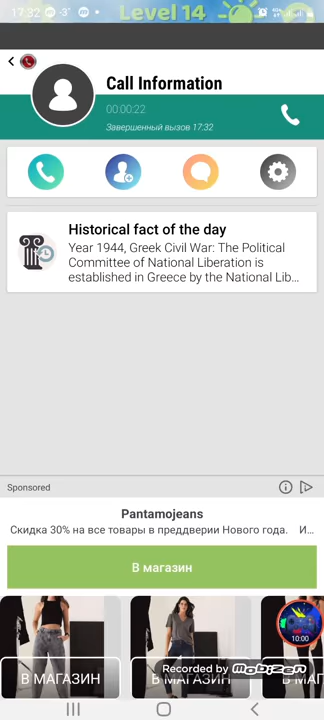 17:32
-3°
Level 14
Call Information
00:00:22
Завершенный вызов 17:32
Historical fact of the day
Year 1944, Greek Civil War: The Political
Committee of National Liberation is
established in Greece by the National Lib...
Sponsored
Pantamojeans
Скидка 30% на все товары в преддверии Нового года. И...
В магазин
10:00
Recorded by mobizen
В МАГАЗИН
В МАГАЗИН
В МАГ